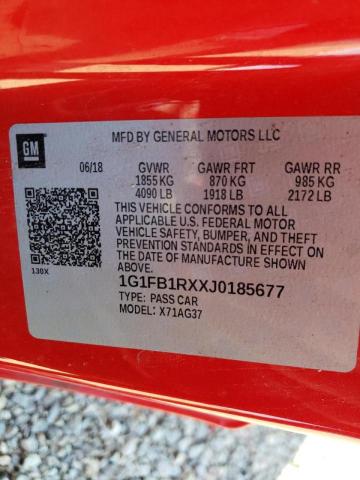 GM
MFD BY GENERAL MOTORS LLC
06/18 GVWR GAWR FRT GAWR RR
1855 KG 870 KG 985 KG
4090 LB 1918 LB 2172 LB
THIS VEHICLE CONFORMS TO ALL
APPLICABLE U.S. FEDERAL MOTOR
VEHICLE SAFETY, BUMPER, AND THEFT
PREVENTION STANDARDS IN EFFECT ON
THE DATE OF MANUFACTURE SHOWN
ABOVE.
130X
1G1FB1RXXJ0185677
TYPE: PASS CAR
MODEL: X71AG37